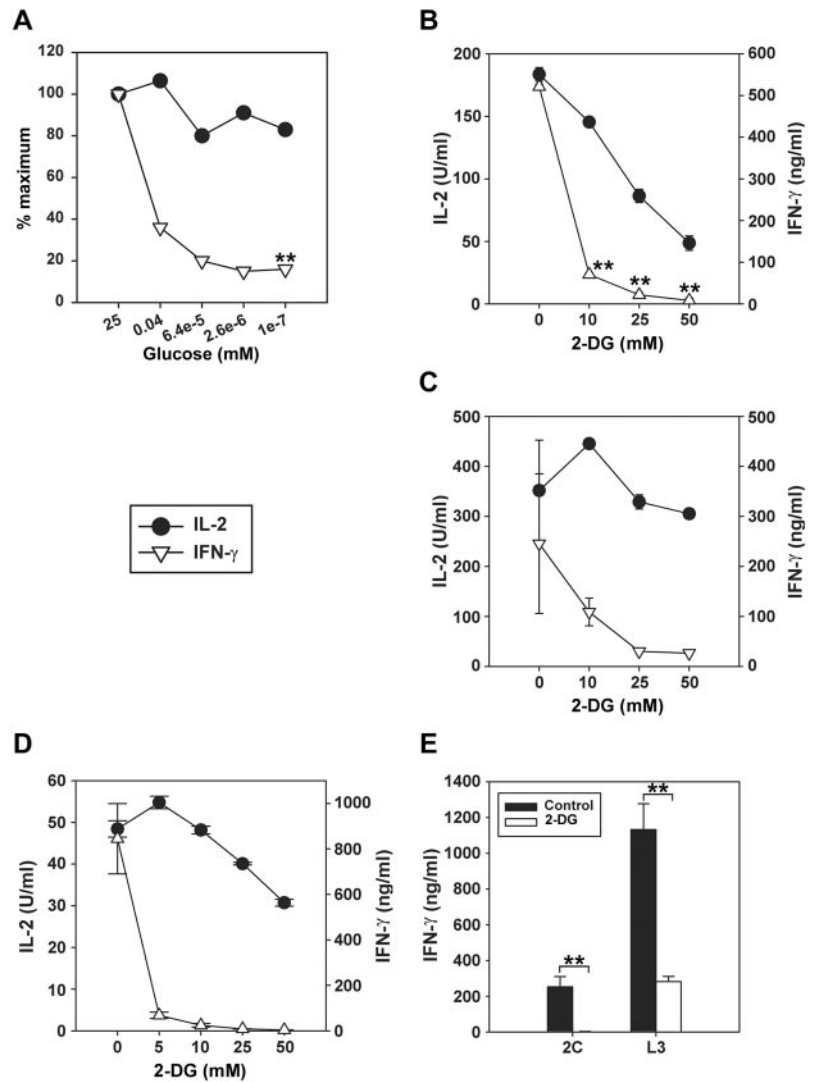 A
120
100
80
60
40
20
0
% maximum
**
25
0.04
6.4e-5
2.6e-6
1e-7
Glucose (mM)
B
200
150
100
50
0
IL-2 (U/ml)
600
500
400
300
200
100
0
IFN-γ (ng/ml)
** ** **
0 10 25 50
2-DG (mM)
IL-2
IFN-γ
C
500
400
300
200
100
0
IL-2 (U/ml)
500
400
300
200
100
0
IFN-γ (ng/ml)
0 10 25 50
2-DG (mM)
D
60
50
40
30
20
10
0
IL-2 (U/ml)
1000
800
600
400
200
0
IFN-γ (ng/ml)
0 5 10 25 50
2-DG (mM)
E
1400
1200
1000
800
600
400
200
0
IFN-γ (ng/ml)
Control
2-DG
**
**
2C L3